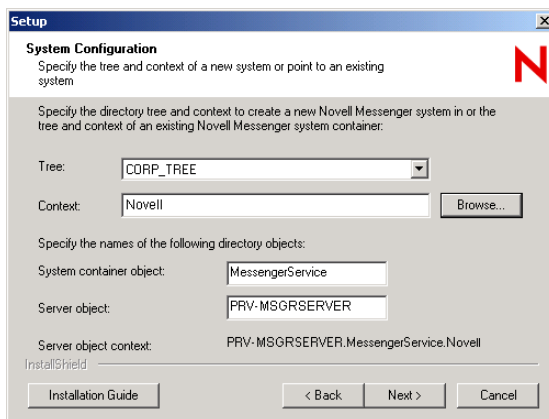 Setup
System Configuration
Specify the tree and context of a new system or point to an existing
system
N
Specify the directory tree and context to create a new Novell Messenger system in or the
tree and context of an existing Novell Messenger system container:
Tree: CORP_TREE
Context: Novell Browse...
Specify the names of the following directory objects:
System container object: MessengerService
Server object: PRV-MSGRSERVER
Server object context: PRV-MSGRSERVER.MessengerService.Novell
InstallShield
Installation Guide < Back Next > Cancel